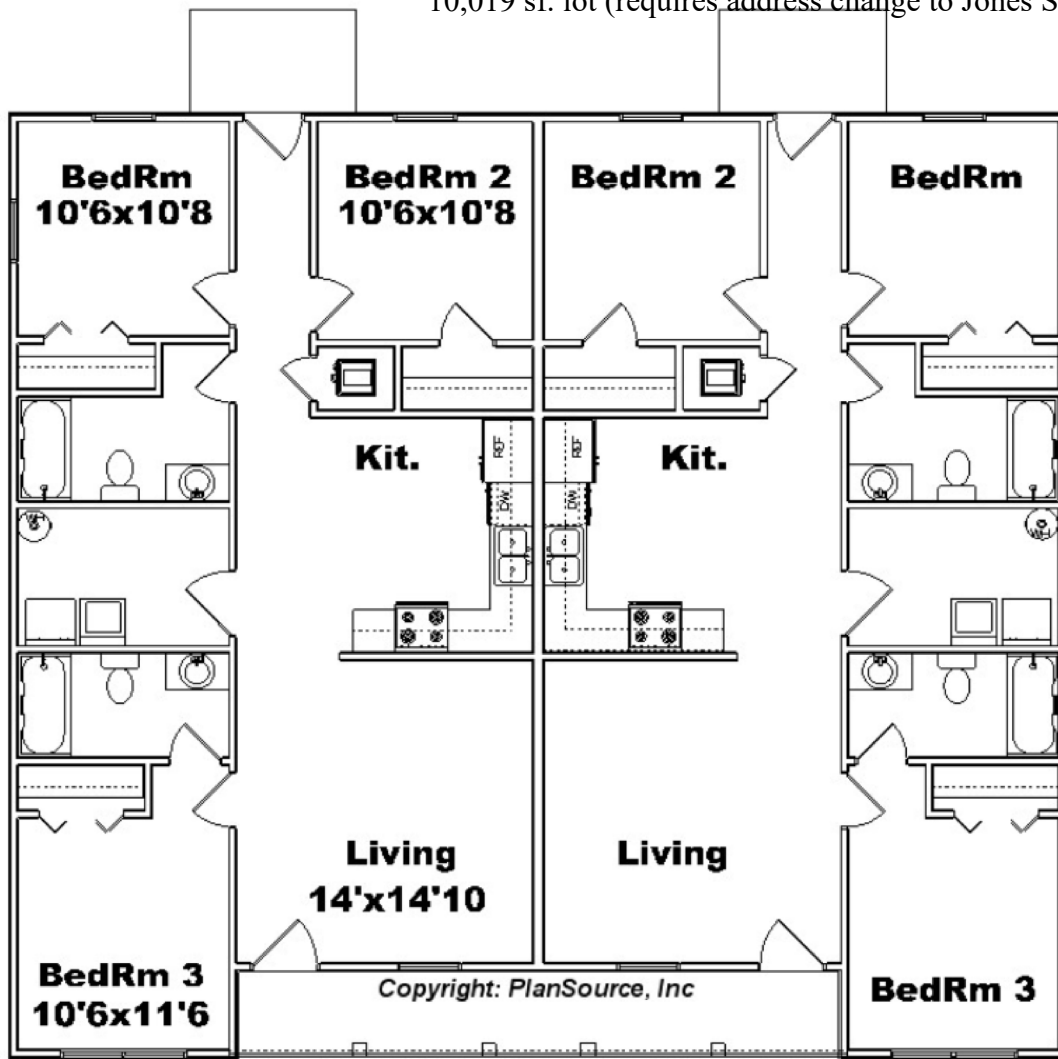 10,019 sf. lot (requires address change to Jones S
BedRm
10'6x10'8
BedRm 2
10'6x10'8
BedRm 2
BedRm
Kit.
REF
DW
REF
DW
Kit.
WH
WH
Living
14'x14'10
Living
BedRm 3
10'6x11'6
Copyright: PlanSource, Inc
BedRm 3